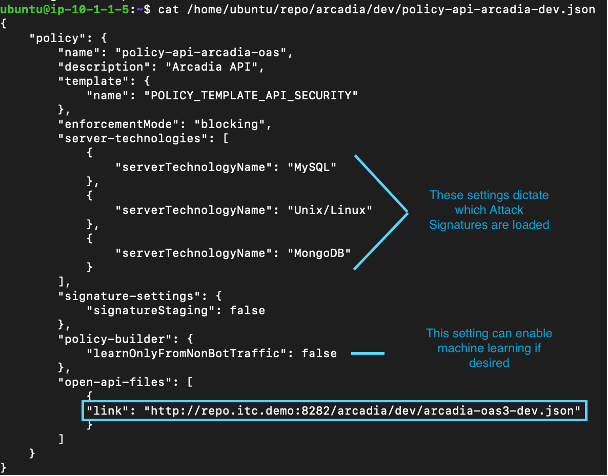 ubuntu@ip-10-1-1-5:~$ cat /home/ubuntu/repo/arcadia/dev/policy-api-arcadia-dev.json
{
"policy": {
"name": "policy-api-arcadia-oas",
"description": "Arcadia API",
"template": {
"name": "POLICY_TEMPLATE_API_SECURITY"
},
"enforcementMode": "blocking",
"server-technologies": [
{
"serverTechnologyName": "MySQL"
},
{
"serverTechnologyName": "Unix/Linux"
},
{
"serverTechnologyName": "MongoDB"
}
],
"signature-settings": {
"signatureStaging": false
},
"policy-builder": {
"learnOnlyFromNonBotTraffic": false
},
"open-api-files": [
{
"link": "http://repo.itc.demo:8282/arcadia/dev/arcadia-oas3-dev.json"
}
]
}
}
These settings dictate
which Attack
Signatures are loaded
This setting can enable
machine learning if
desired